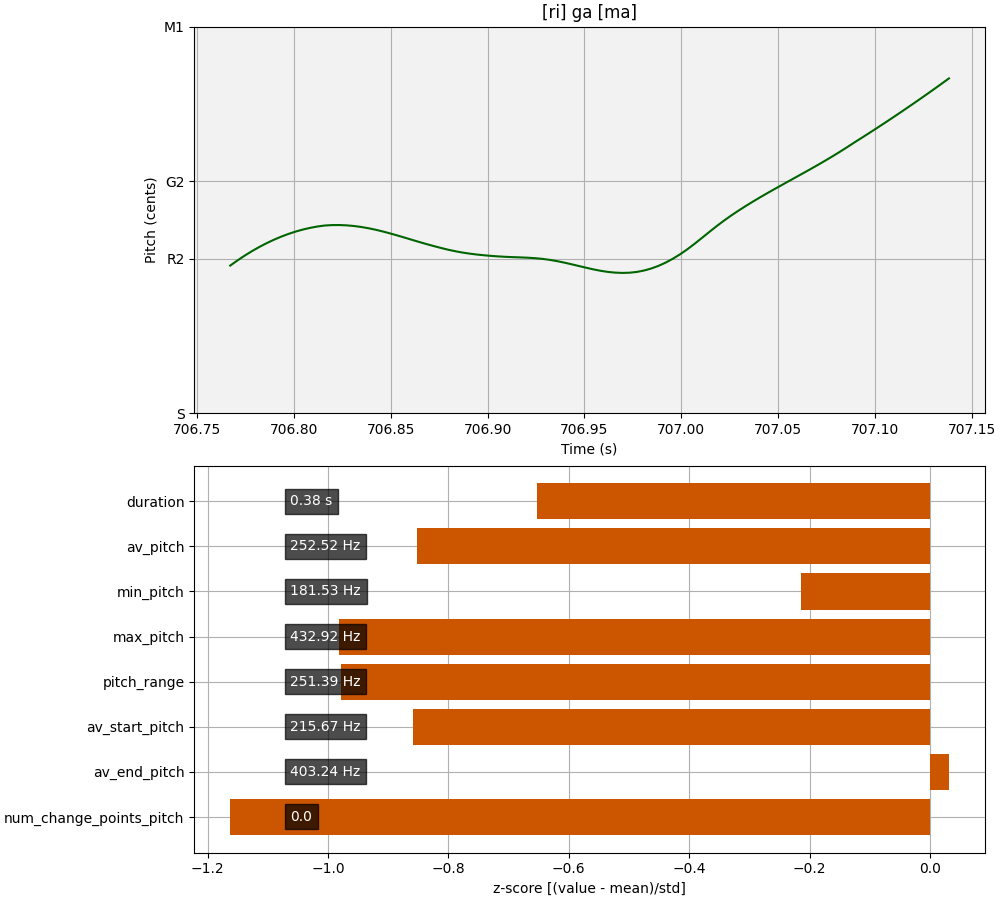 [ri] ga [ma]
M1
G2
R2
S
Pitch (cents)
706.75 706.80 706.85 706.90 706.95 707.00 707.05 707.10 707.15
Time (s)
duration 0.38 s
av_pitch 252.52 Hz
min_pitch 181.53 Hz
max_pitch 432.92 Hz
pitch_range 251.39 Hz
av_start_pitch 215.67 Hz
av_end_pitch 403.24 Hz
num_change_points_pitch 0.0
−1.2 −1.0 −0.8 −0.6 −0.4 −0.2 0.0
z-score [(value - mean)/std]